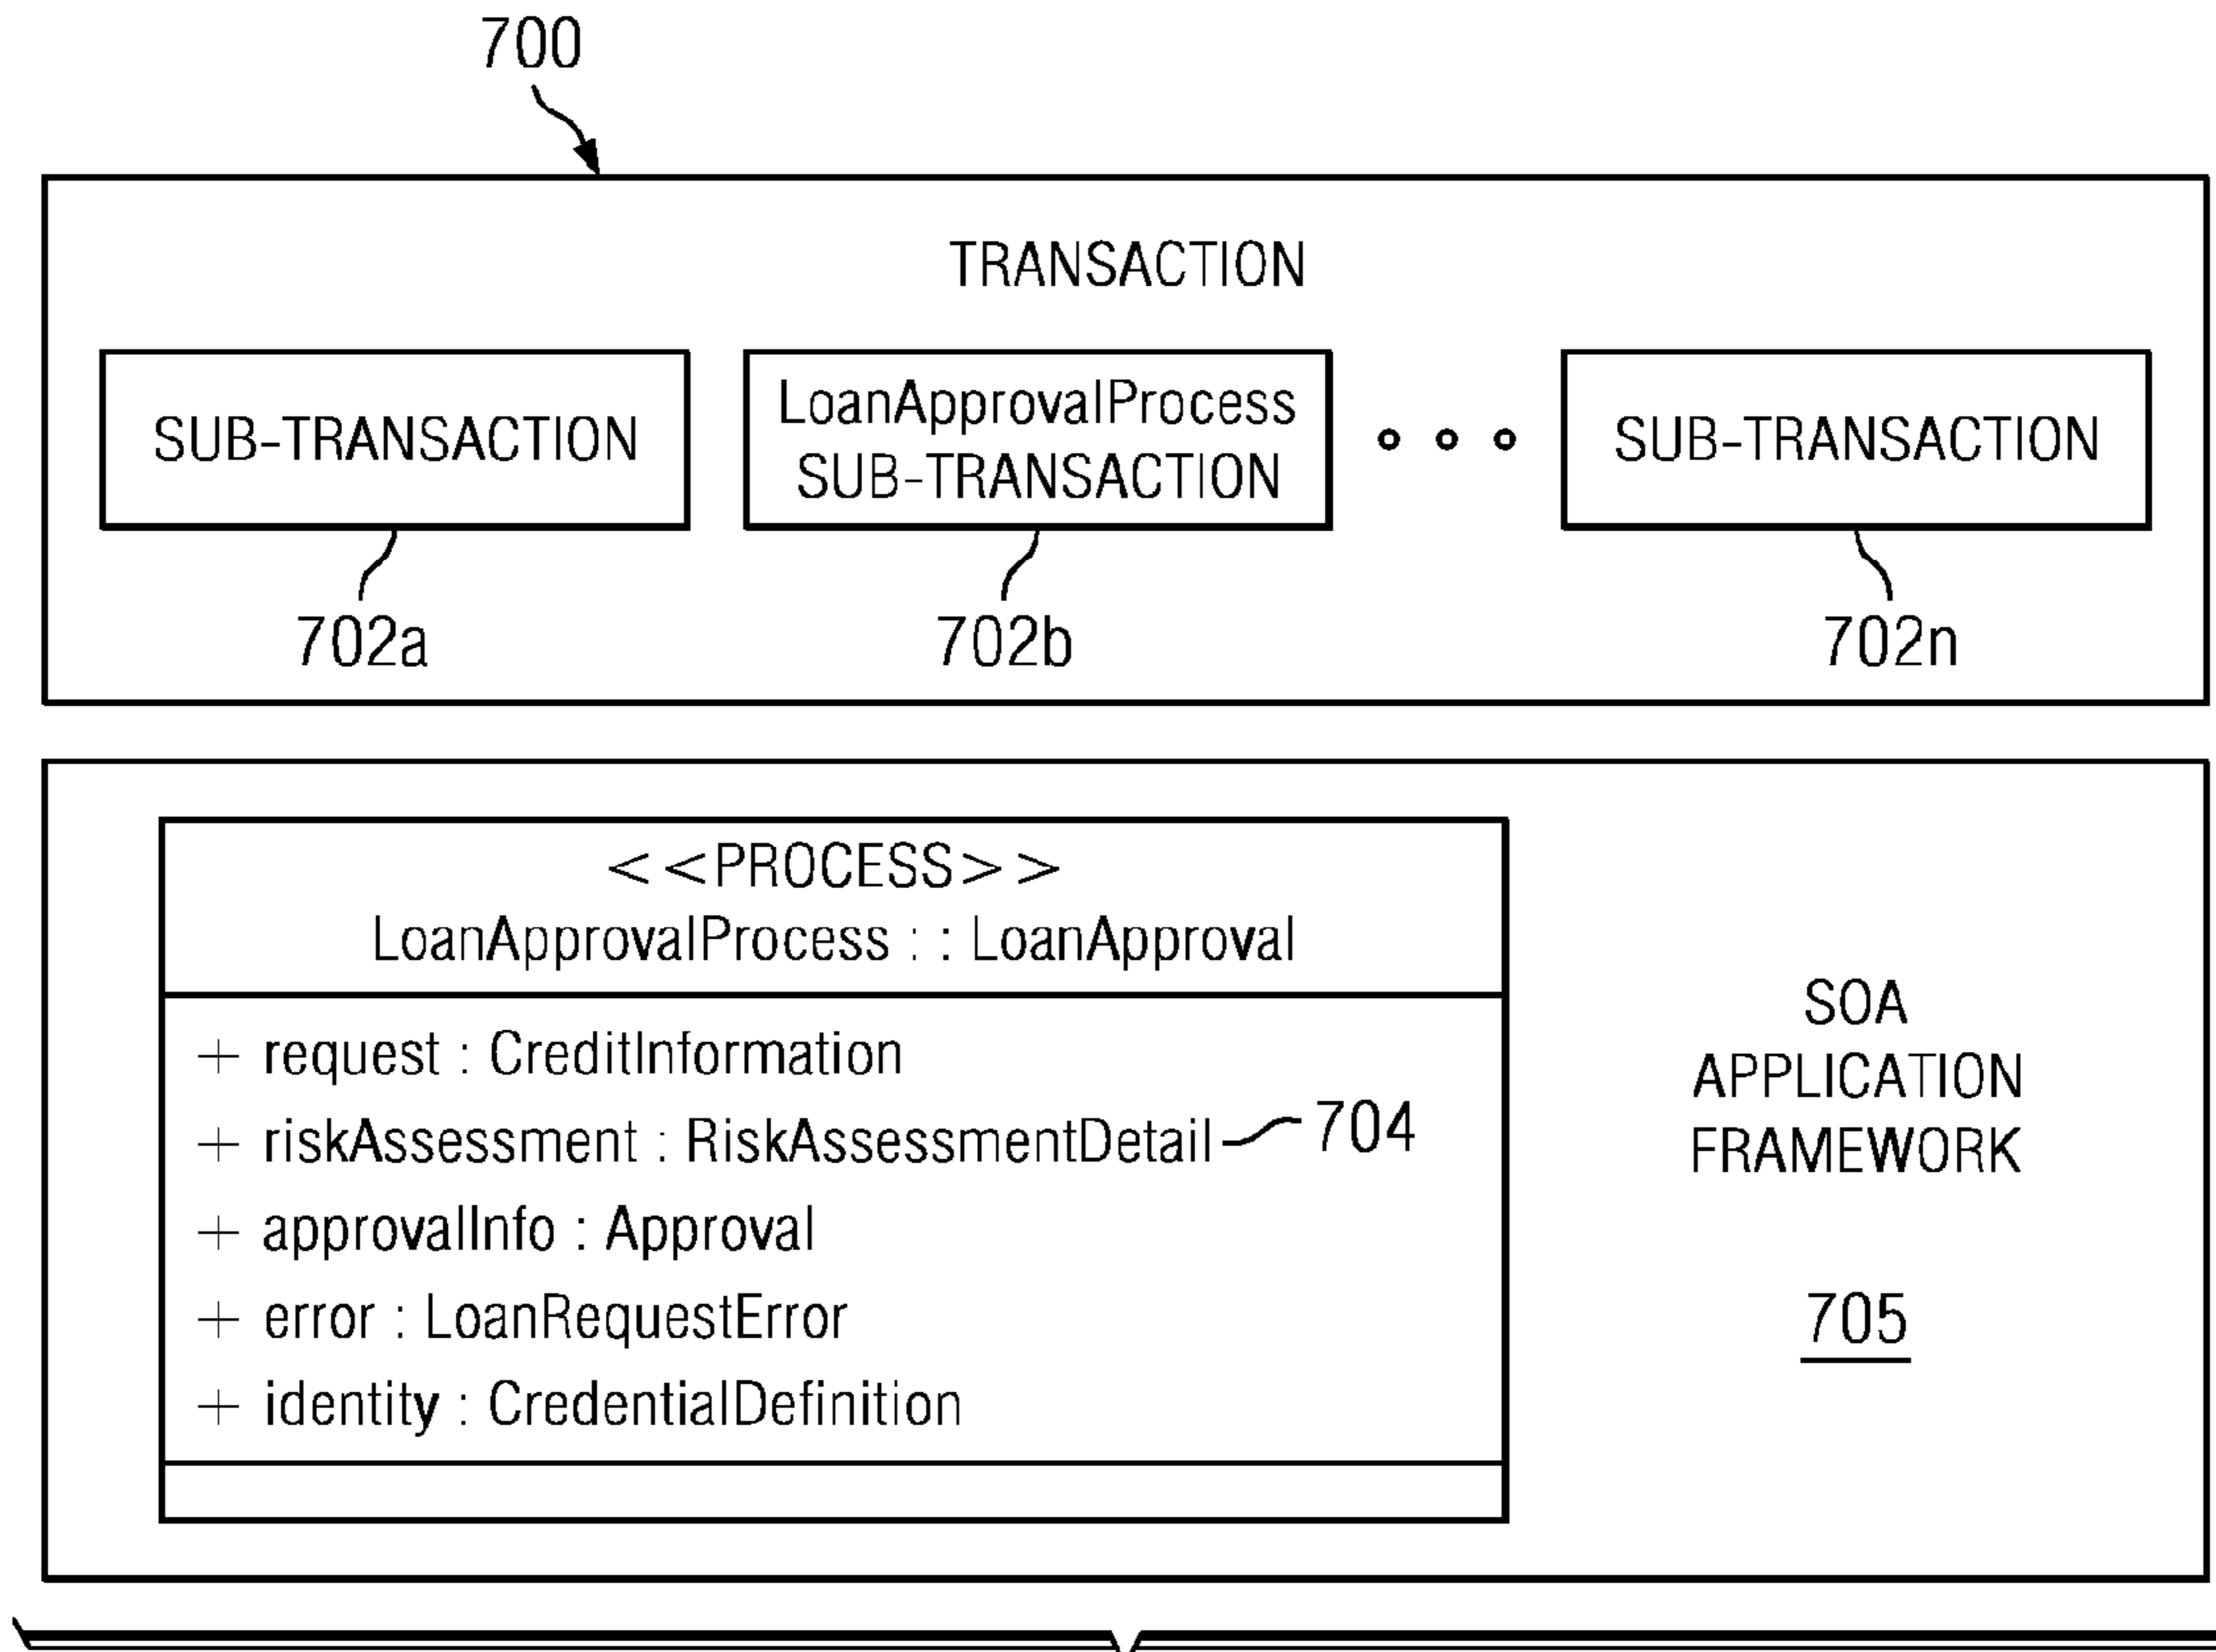 700
TRANSACTION
SUB-TRANSACTION
LoanApprovalProcess
SUB-TRANSACTION
SUB-TRANSACTION
702a
702b
702n
<<PROCESS>>
LoanApprovalProcess : : LoanApproval
+ request : CreditInformation
+ riskAssessment : RiskAssessmentDetail
704
+ approvalInfo : Approval
+ error : LoanRequestError
+ identity : CredentialDefinition
SOA
APPLICATION
FRAMEWORK
705